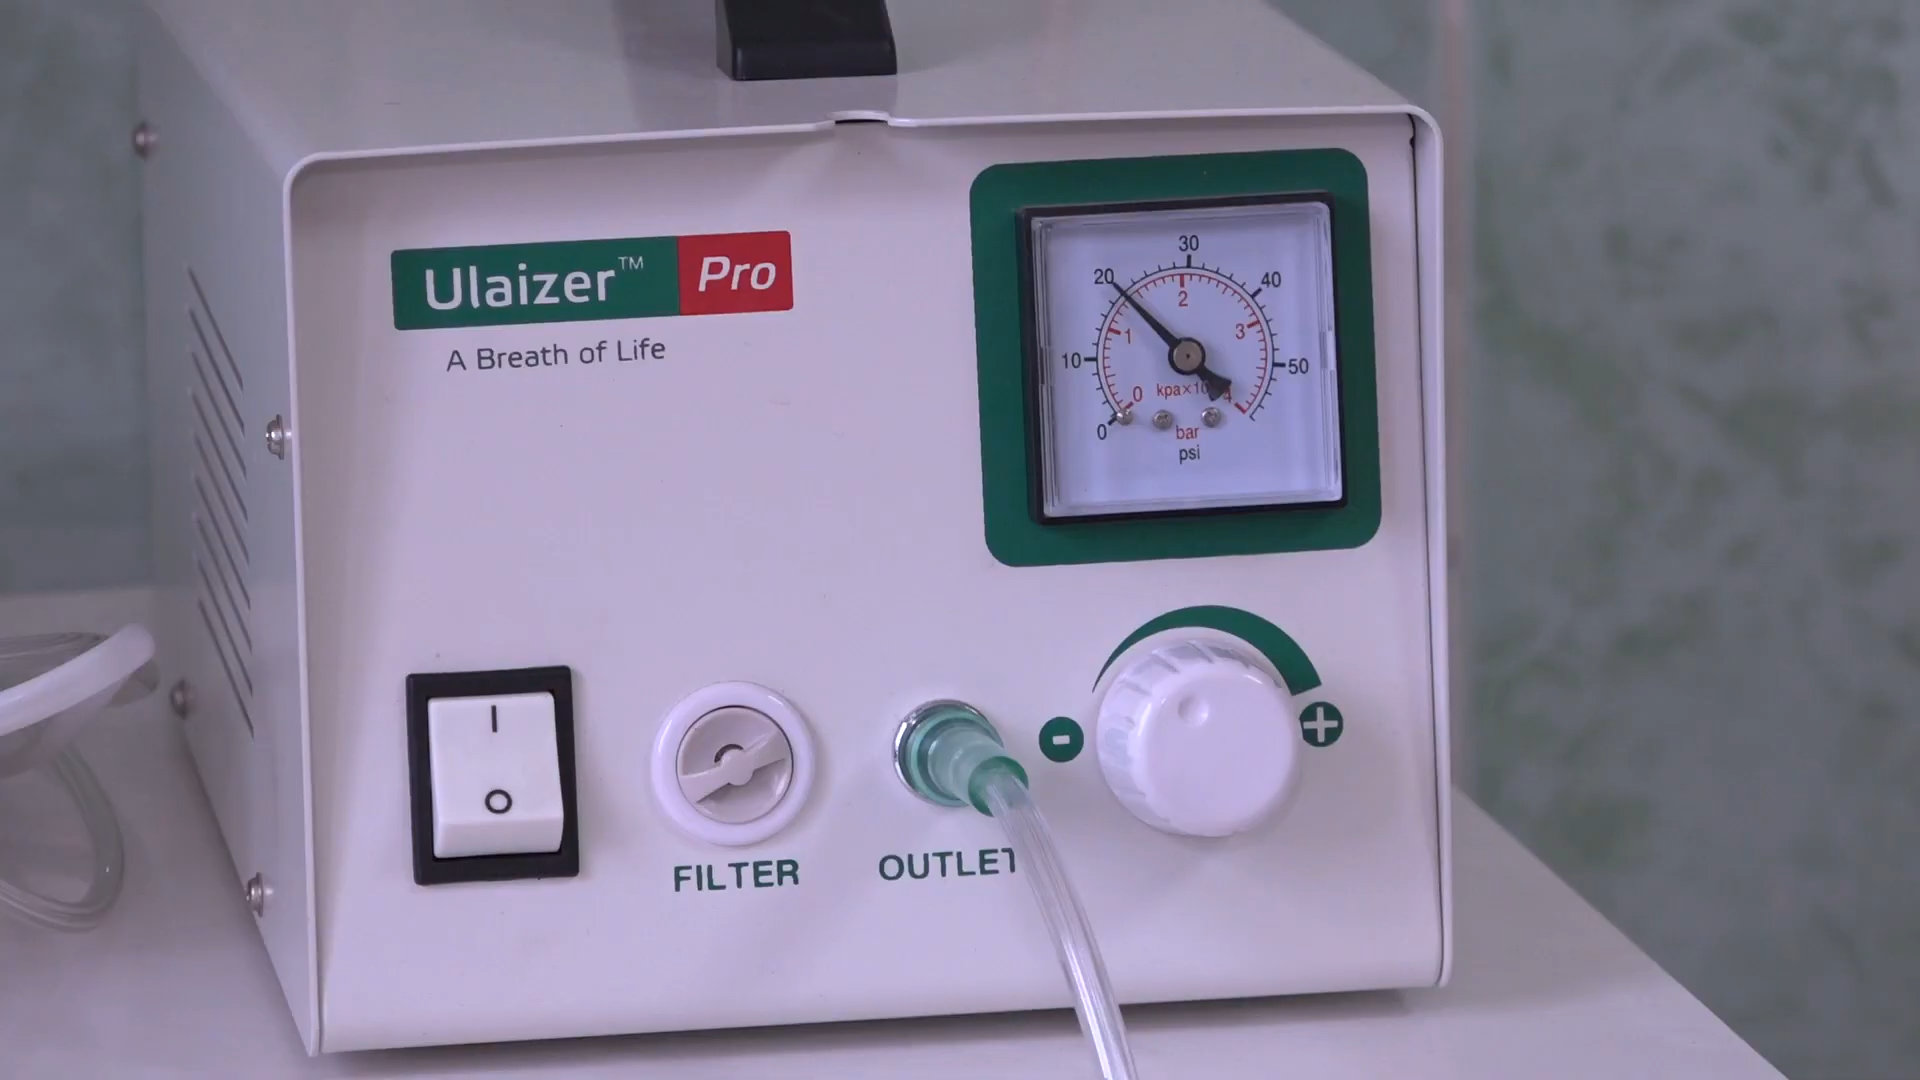 Ulaizer™ Pro
A Breath of Life
30
20
40
2
1
3
10
50
0
kpa×10
4
0
bar
psi
I
O
-
+
FILTER
OUTLET